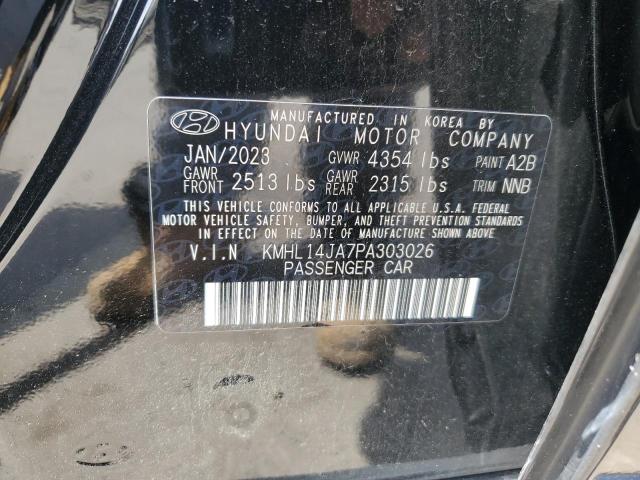 MANUFACTURED IN KOREA BY
HYUNDAI MOTOR COMPANY
JAN/2023 GVWR 4354 lbs PAINT A2B
GAWR FRONT 2513 lbs GAWR REAR 2315 lbs TRIM NNB
THIS VEHICLE CONFORMS TO ALL APPLICABLE U.S.A. FEDERAL
MOTOR VEHICLE SAFETY, BUMPER, AND THEFT PREVENTION STANDARDS
IN EFFECT ON THE DATE OF MANUFACTURE SHOWN ABOVE.
V.I.N KMHL14JA7PA303026
PASSENGER CAR